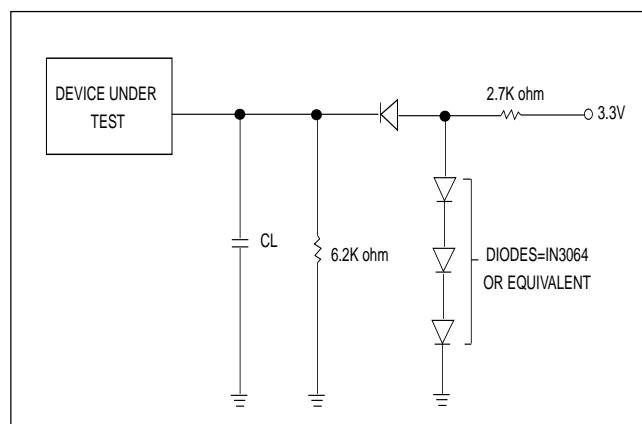 DEVICE UNDER
TEST
2.7K ohm
3.3V
CL
6.2K ohm
DIODES=IN3064
OR EQUIVALENT